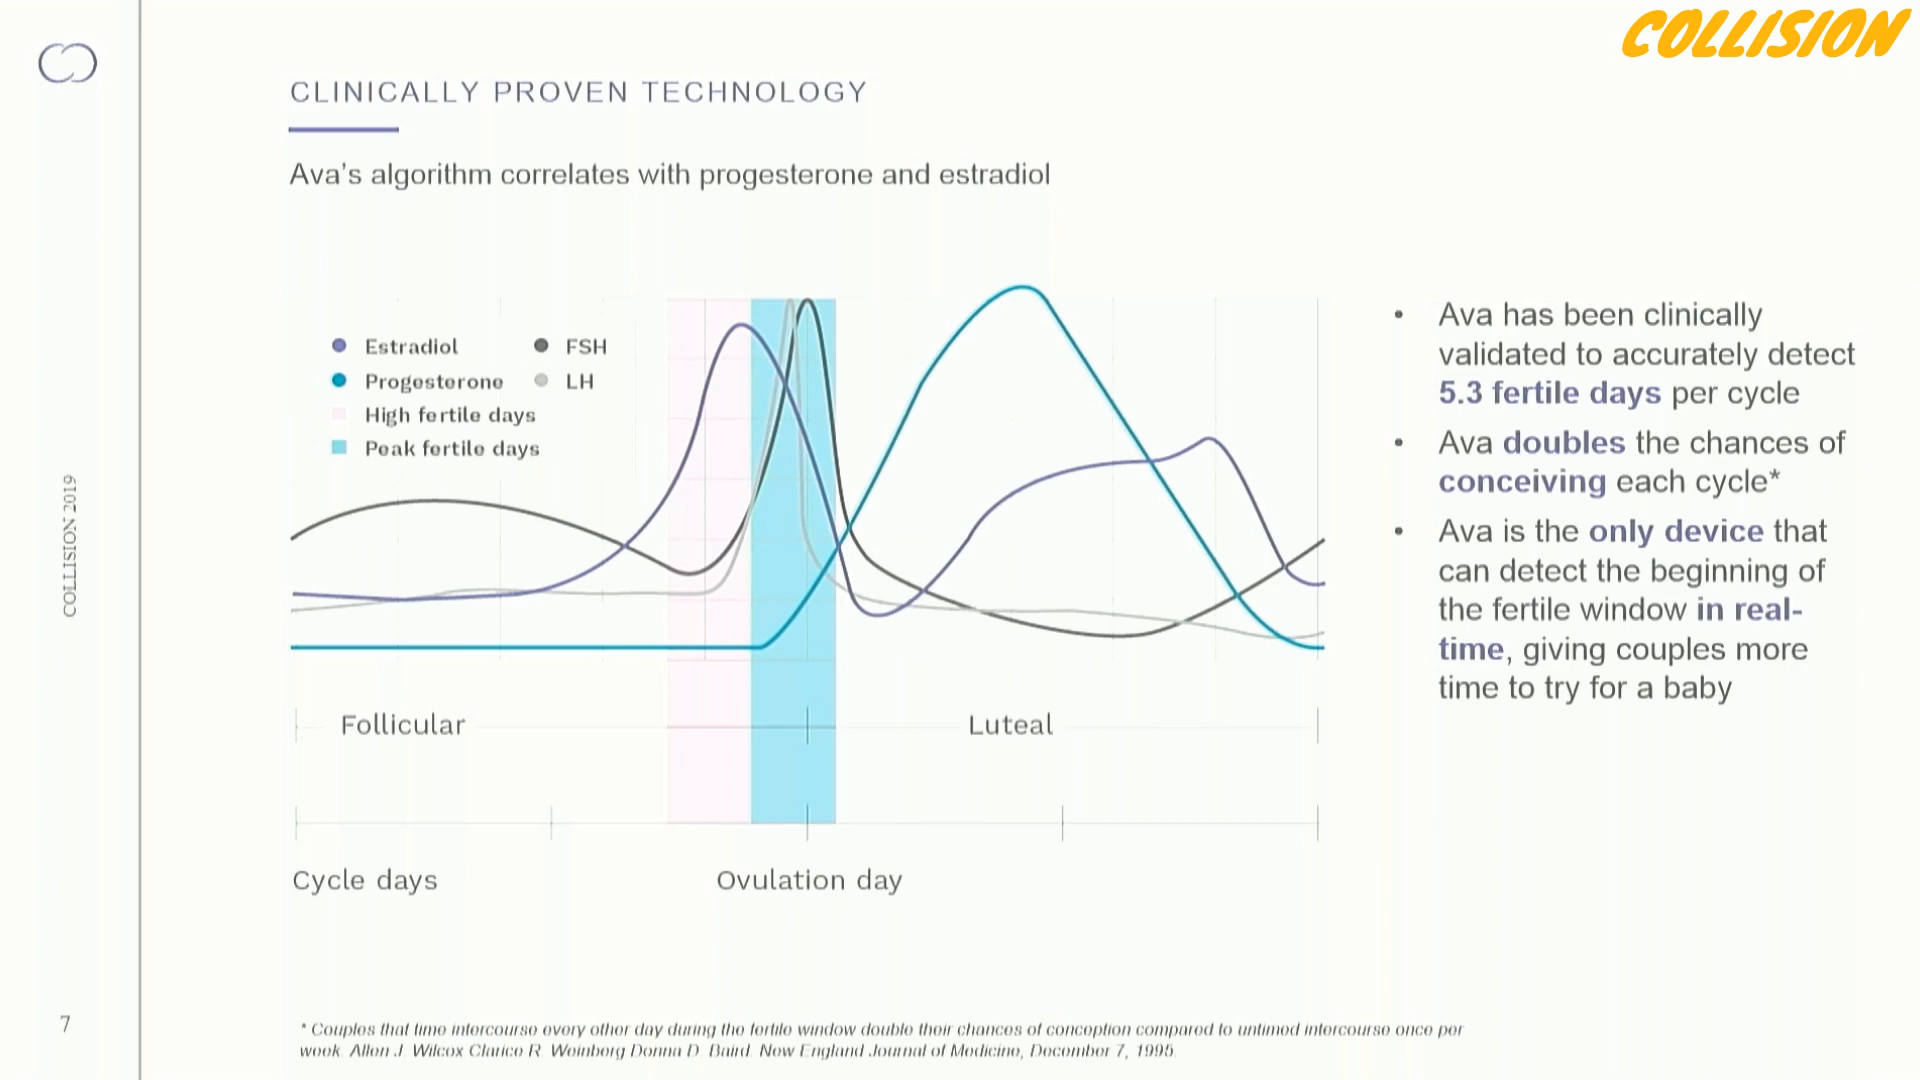 COLLISION
CLINICALLY PROVEN TECHNOLOGY
Ava's algorithm correlates with progesterone and estradiol
Estradiol
FSH
Progesterone
LH
High fertile days
Peak fertile days
• Ava has been clinically
validated to accurately detect
5.3 fertile days per cycle
• Ava doubles the chances of
conceiving each cycle*
• Ava is the only device that
can detect the beginning of
the fertile window in real-
time, giving couples more
time to try for a baby
Follicular
Luteal
Cycle days
Ovulation day
COLLISION 2019
7
* Couples that time intercourse every other day during the fertile window double their chances of conception compared to untimed intercourse once per
week. Allen J. Wilcox Clarice R. Weinberg Donna D. Baird. New England Journal of Medicine, December 7, 1995.